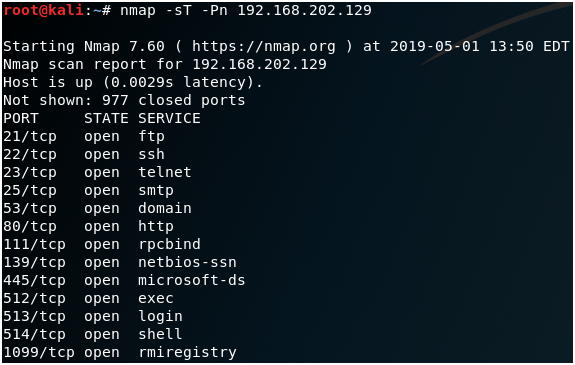 root@kali:~# nmap -sT -Pn 192.168.202.129
Starting Nmap 7.60 ( https://nmap.org ) at 2019-05-01 13:50 EDT
Nmap scan report for 192.168.202.129
Host is up (0.0029s latency).
Not shown: 977 closed ports
PORT     STATE SERVICE
21/tcp   open  ftp
22/tcp   open  ssh
23/tcp   open  telnet
25/tcp   open  smtp
53/tcp   open  domain
80/tcp   open  http
111/tcp  open  rpcbind
139/tcp  open  netbios-ssn
445/tcp  open  microsoft-ds
512/tcp  open  exec
513/tcp  open  login
514/tcp  open  shell
1099/tcp open  rmiregistry